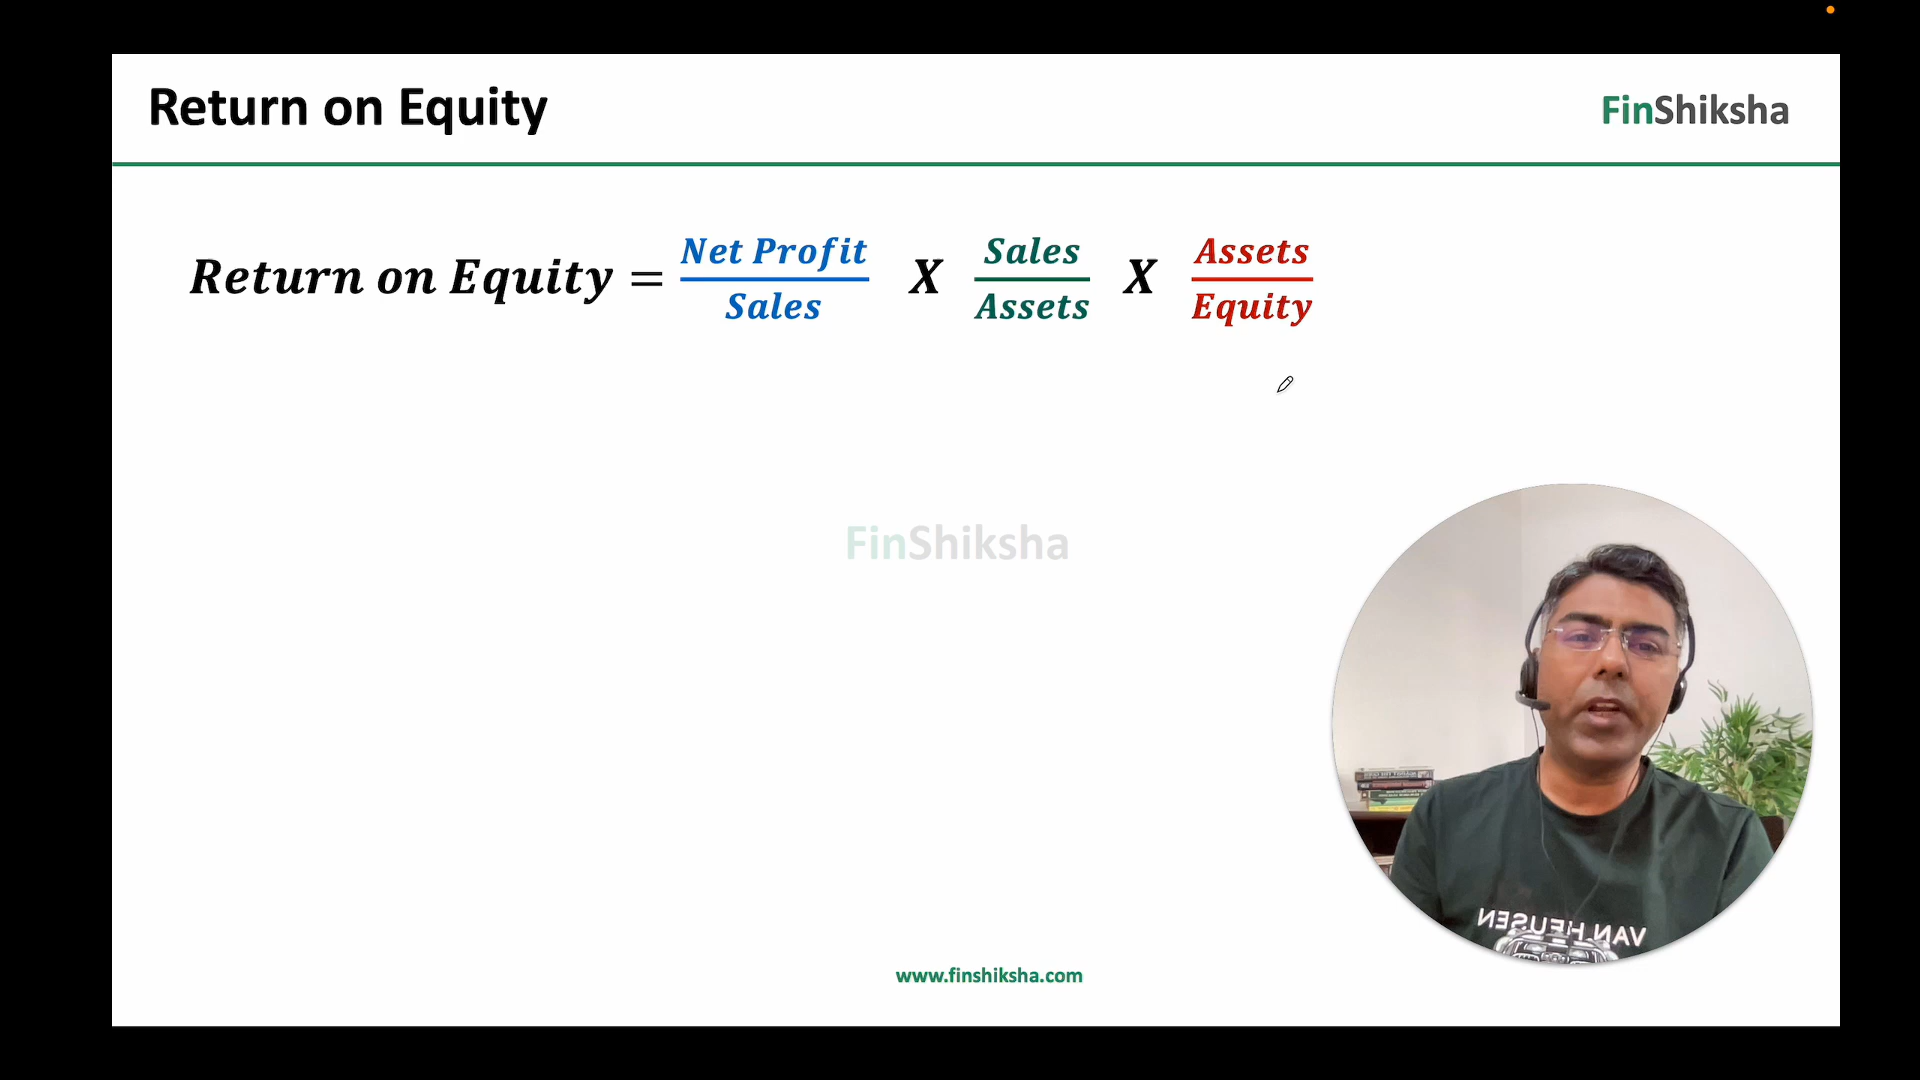 Return on Equity
FinShiksha
Return on Equity = Net Profit / Sales X Sales / Assets X Assets / Equity
FinShiksha
VAN HEUSEN
www.finshiksha.com